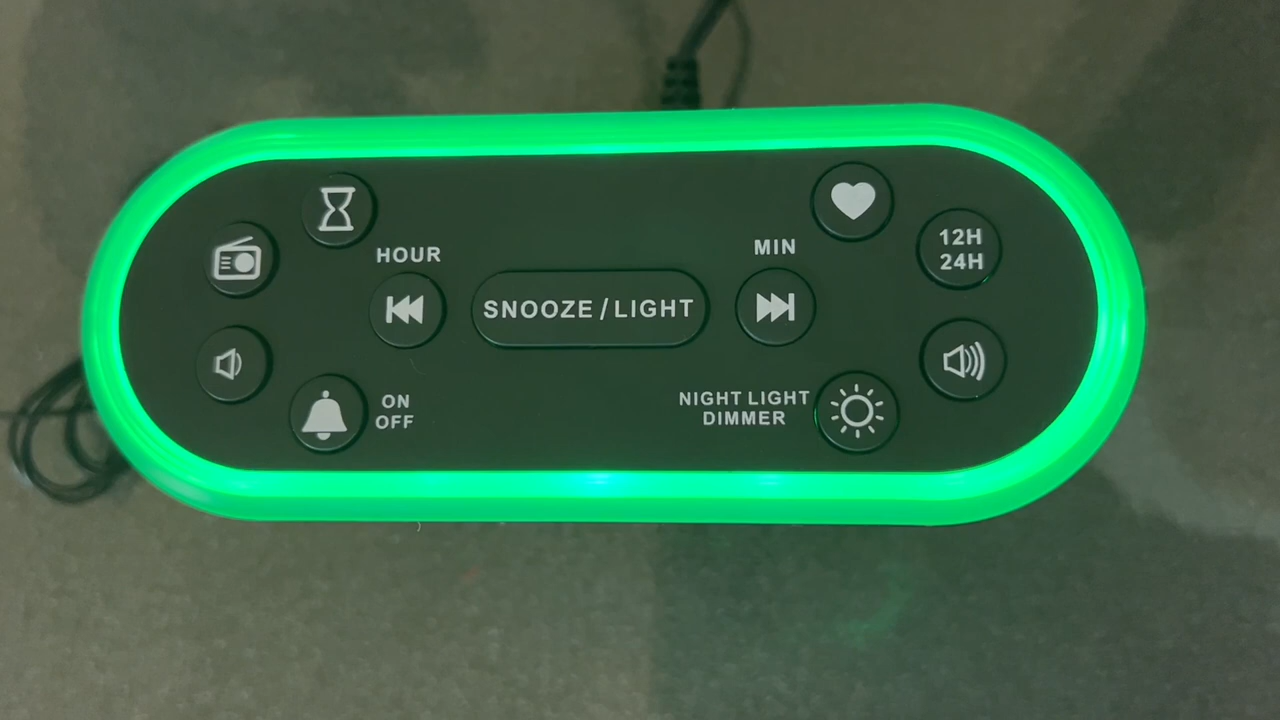 12H
24H
HOUR
MIN
SNOOZE / LIGHT
ON
OFF
NIGHT LIGHT
DIMMER